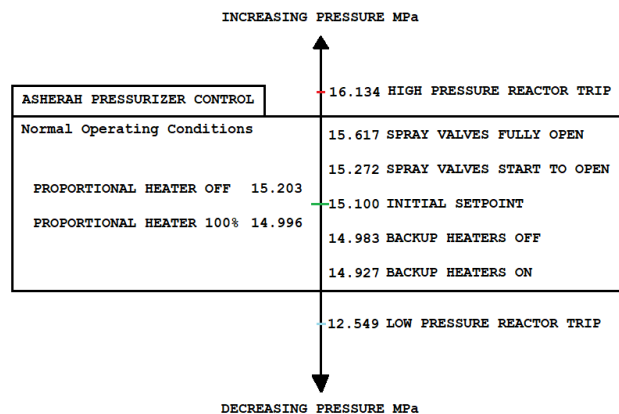 INCREASING PRESSURE MPa
16.134 HIGH PRESSURE REACTOR TRIP
ASHERAH PRESSURIZER CONTROL
Normal Operating Conditions
15.617 SPRAY VALVES FULLY OPEN
15.272 SPRAY VALVES START TO OPEN
PROPORTIONAL HEATER OFF 15.203
15.100 INITIAL SETPOINT
PROPORTIONAL HEATER 100% 14.996
14.983 BACKUP HEATERS OFF
14.927 BACKUP HEATERS ON
12.549 LOW PRESSURE REACTOR TRIP
DECREASING PRESSURE MPa